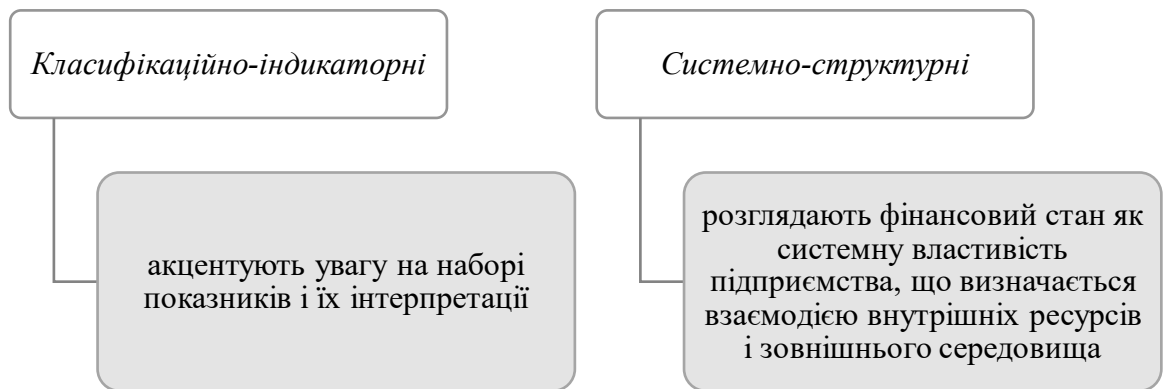 Класифікаційно-індикаторні
акцентують увагу на наборі
показників і їх інтерпретації
Системно-структурні
розглядають фінансовий стан як
системну властивість
підприємства, що визначається
взаємодією внутрішніх ресурсів
і зовнішнього середовища